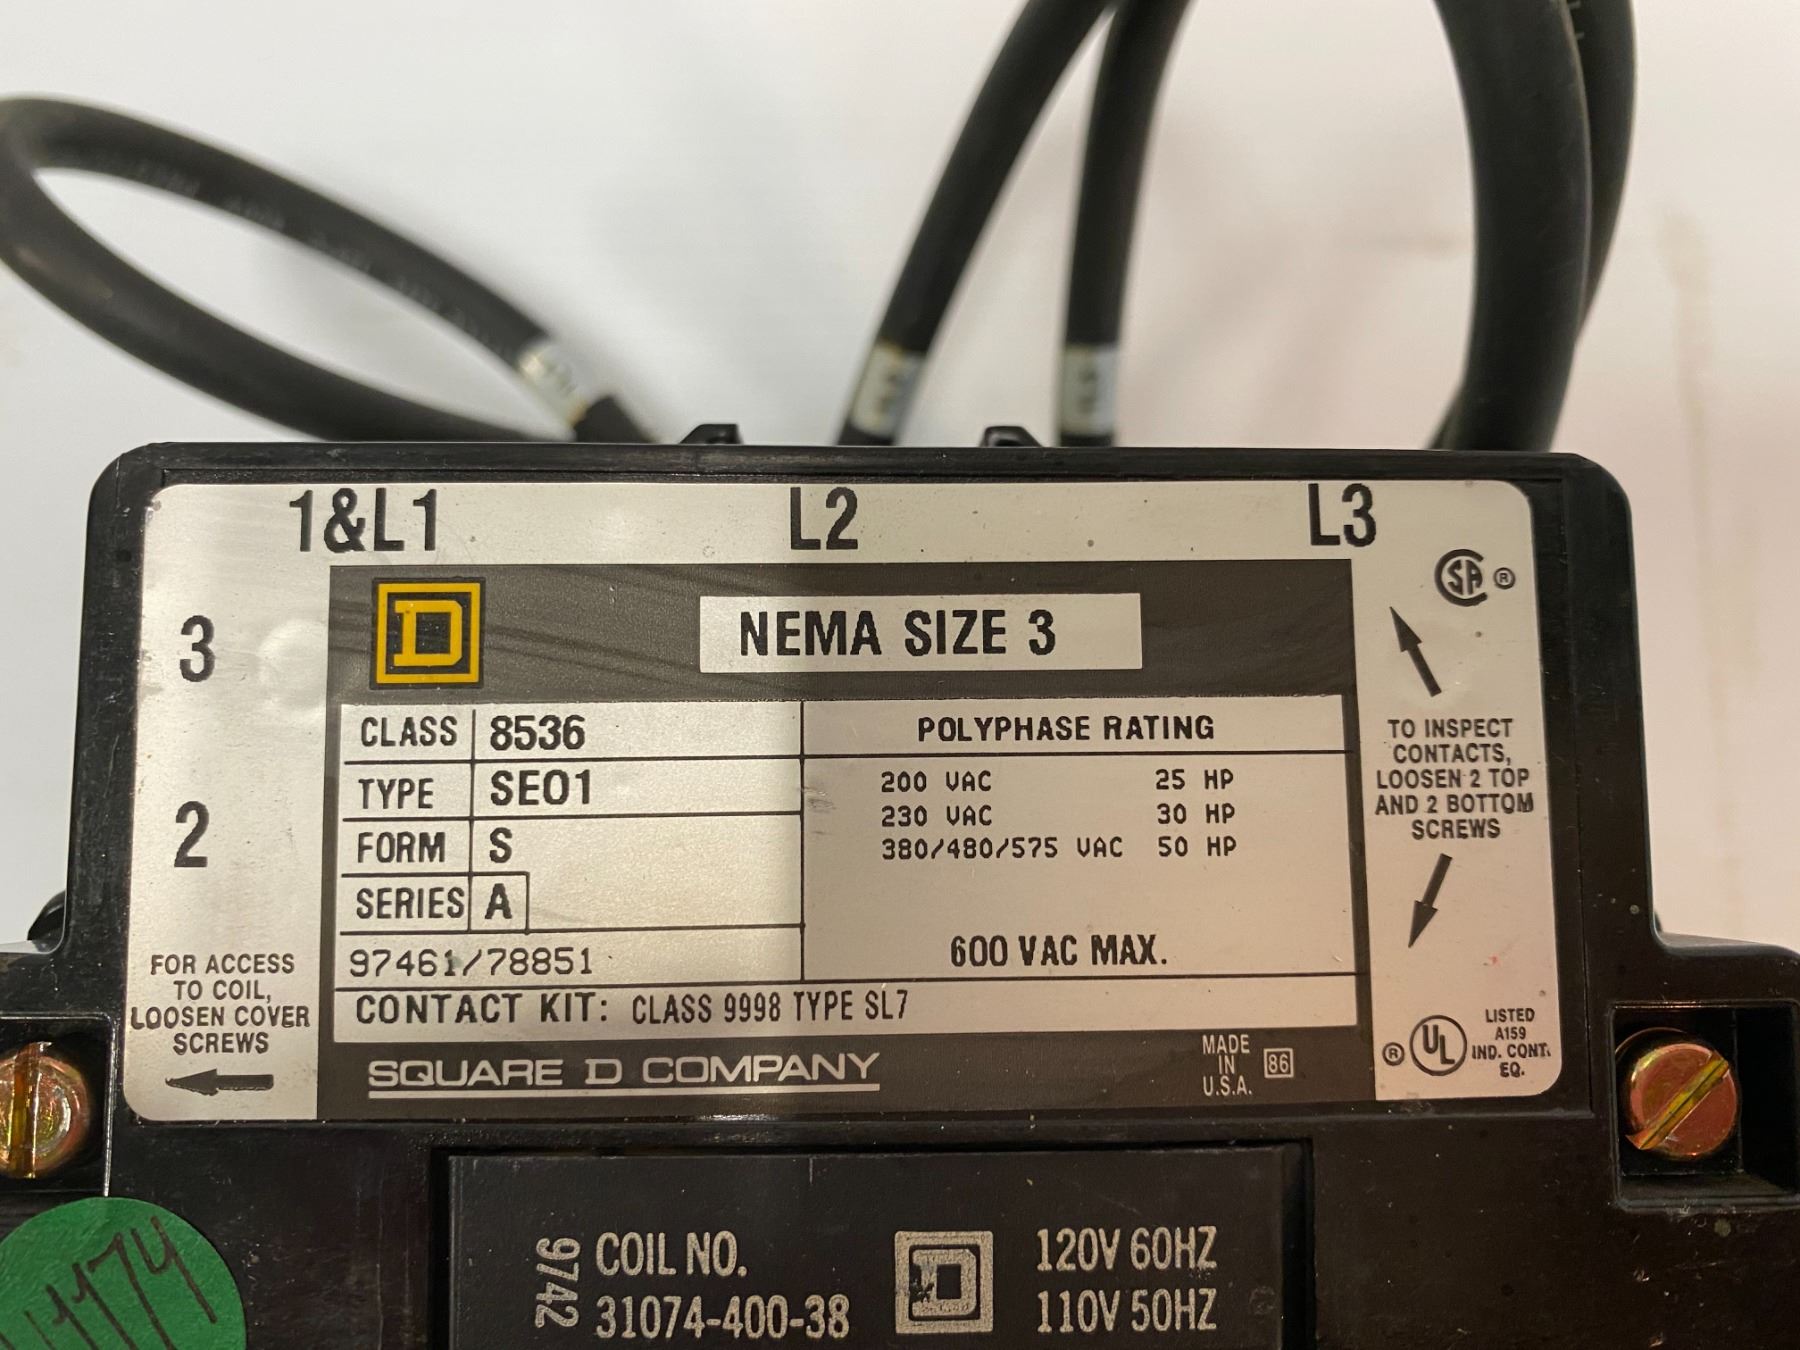 1&L1 L2 L3
SA ®
D
NEMA SIZE 3
3
2
CLASS 8536
TYPE SEO1
FORM S
SERIES A
97461/78851
POLYPHASE RATING
200 VAC 25 HP
230 VAC 30 HP
380/480/575 VAC 50 HP
600 VAC MAX.
CONTACT KIT: CLASS 9998 TYPE SL7
SQUARE D COMPANY
MADE
IN
U.S.A.
86
TO INSPECT
CONTACTS,
LOOSEN 2 TOP
AND 2 BOTTOM
SCREWS
® UL
LISTED
A159
IND. CONT.
EQ.
FOR ACCESS
TO COIL,
LOOSEN COVER
SCREWS
9742
COIL NO.
31074-400-38
D
120V 60HZ
110V 50HZ